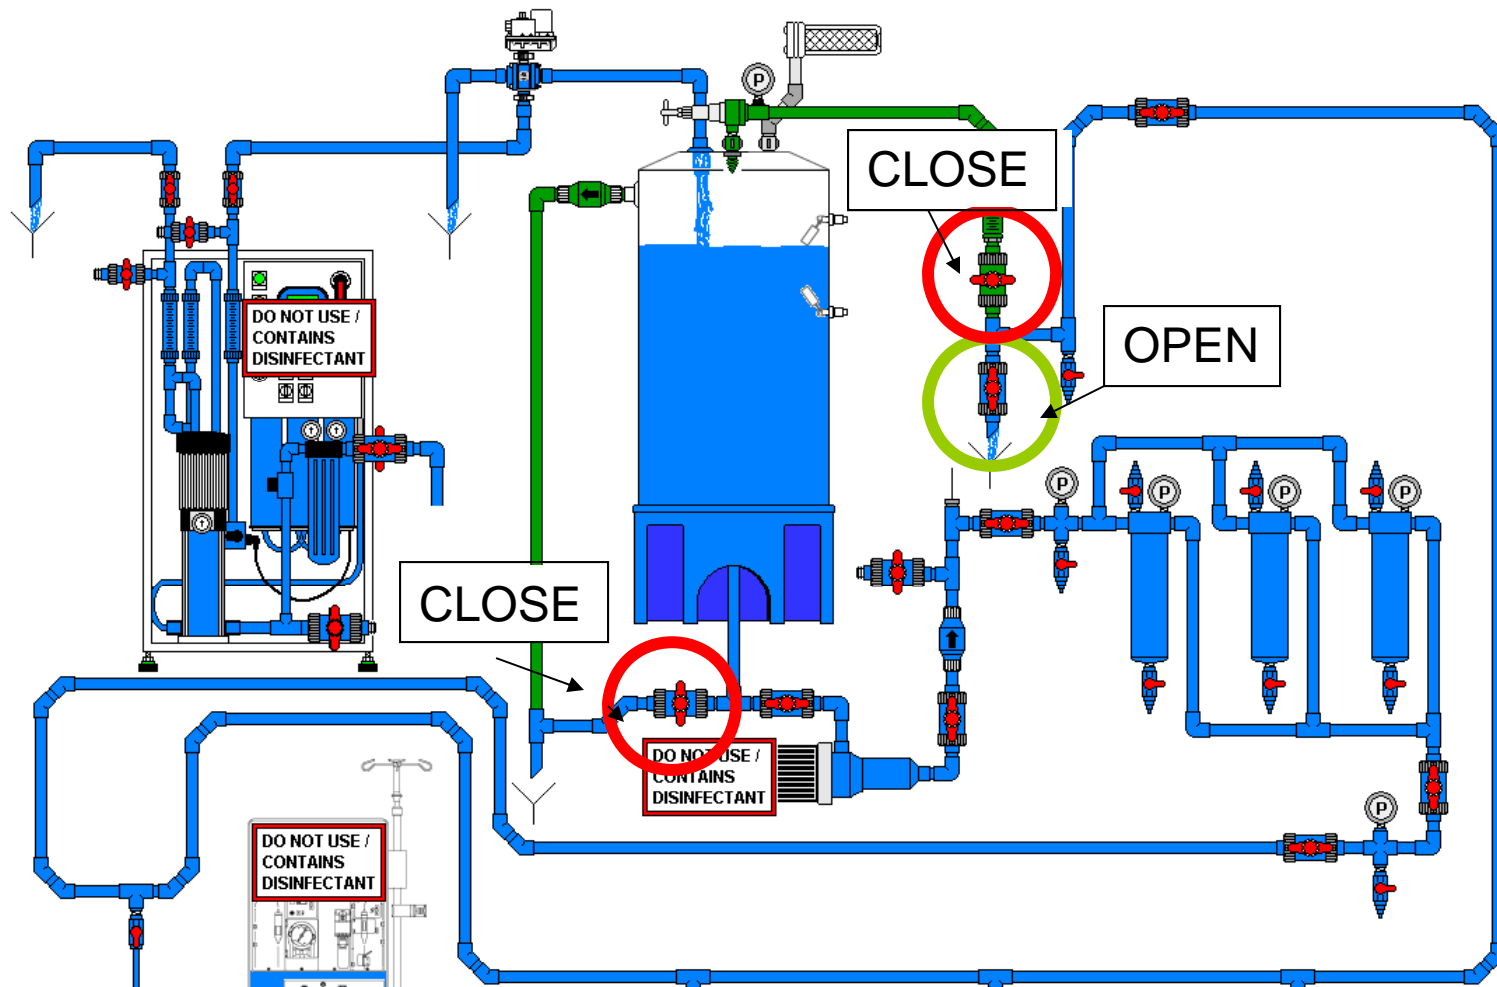 P
CLOSE
DO NOT USE /
CONTAINS
DISINFECTANT
OPEN
P
P
P
P
CLOSE
DO NOT USE /
CONTAINS
DISINFECTANT
P
DO NOT USE /
CONTAINS
DISINFECTANT